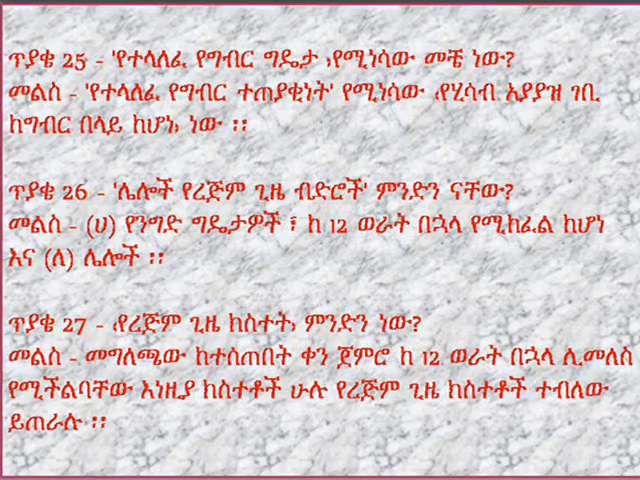 ጥያቄ 25 - 'የተላለፈ የግብር ግዴታ ›የሚነሳው መቼ ነው?
መልስ - 'የተላለፈ የግብር ተጠያቂነት' የሚነሳው ‹የሂሳብ አያያዝ ገቢ
ከግብር በላይ ከሆነ› ነው ፡፡
ጥያቄ 26 - 'ሌሎች የረጅም ጊዜ ብድሮች' ምንድን ናቸው?
መልስ - (ሀ) የንግድ ግዴታዎች ፣ ከ 12 ወራት በኋላ የሚከፈል ከሆነ
እና (ለ) ሌሎች ፡፡
ጥያቄ 27 - ‹የረጅም ጊዜ ክስተት› ምንድን ነው?
መልስ - መግለጫው ከተሰጠበት ቀን ጀምሮ ከ 12 ወራት በኋላ ሊመለስ
የሚችልባቸው እነዚያ ክስተቶች ሁሉ የረጅም ጊዜ ክስተቶች ተብለው
ይጠራሉ ፡፡